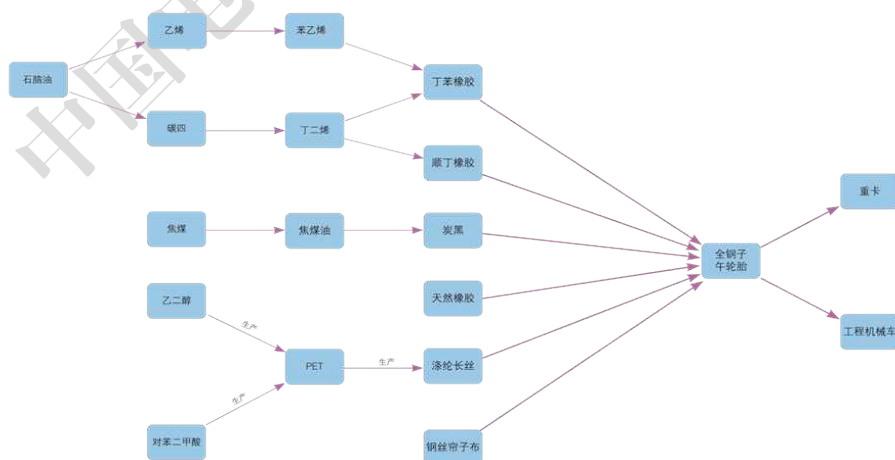 中国电
乙烯
苯乙烯
石脑油
丁苯橡胶
碳四
丁二烯
顺丁橡胶
重卡
焦煤
焦煤油
炭黑
全钢子
午轮胎
乙二醇
天然橡胶
生产
工程机械车
PET
生产
涤纶长丝
生产
对苯二甲酸
钢丝帘子布